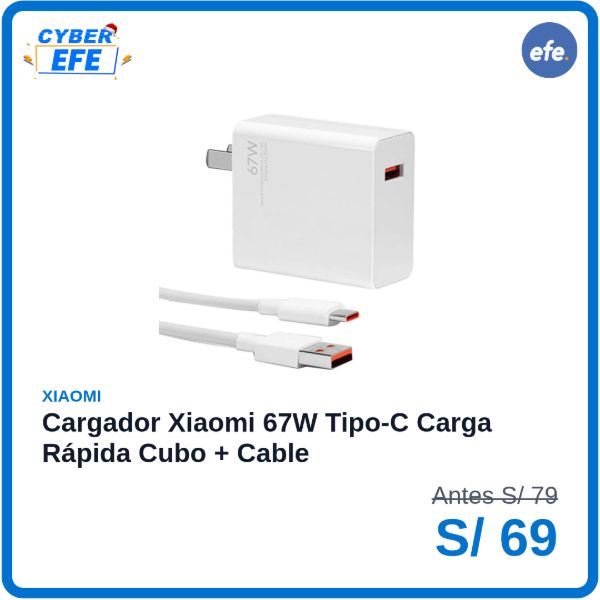 CYBER
EFE
efe.
67W
XIAOMI
Cargador Xiaomi 67W Tipo-C Carga
Rápida Cubo + Cable
Antes S/ 79
S/ 69